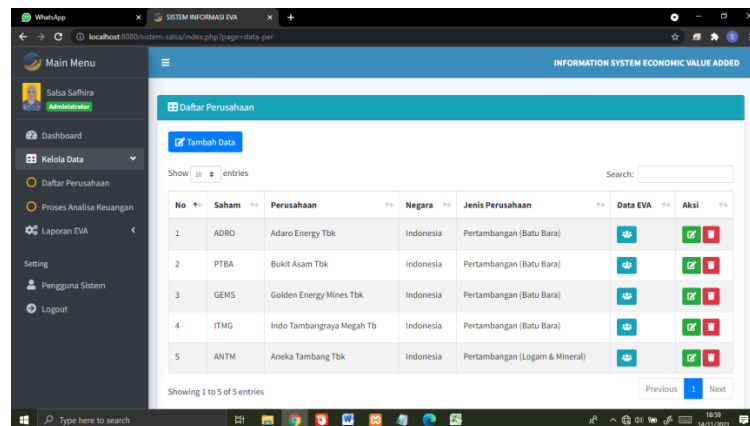 WhatsApp
SISTEM INFORMASI EVA
localhost:8080/sistem-salsa/index.php?page=data-per
S
Main Menu
INFORMATION SYSTEM ECONOMIC VALUE ADDED
Salsa Safhira
Administrator
Dashboard
Kelola Data
Daftar Perusahaan
Proses Analisa Keuangan
Laporan EVA
Setting
Pengguna Sistem
Logout
Daftar Perusahaan
Tambah Data
Show 10 entries Search:
No Saham Perusahaan Negara Jenis Perusahaan Data EVA Aksi
1 ADRO Adaro Energy Tbk Indonesia Pertambangan (Batu Bara)
2 PTBA Bukit Asam Tbk Indonesia Pertambangan (Batu Bara)
3 GEMS Golden Energy Mines Tbk Indonesia Pertambangan (Batu Bara)
4 ITMG Indo Tambangraya Megah Tb Indonesia Pertambangan (Batu Bara)
5 ANTM Aneka Tambang Tbk Indonesia Pertambangan (Logam & Mineral)
Showing 1 to 5 of 5 entries Previous 1 Next
Type here to search
16:59
14/11/2021